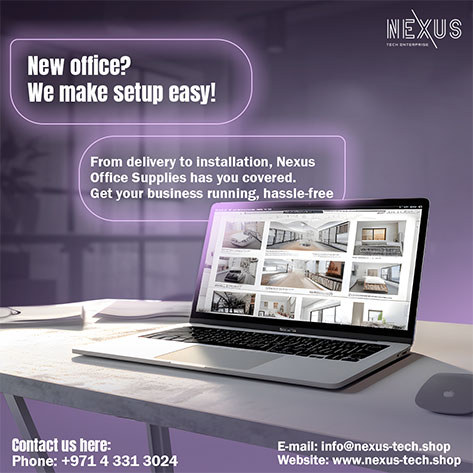 NEXUS
TECH ENTERPRISE
New office?
We make setup easy!
From delivery to installation, Nexus
Office Supplies has you covered.
Get your business running, hassle-free
Contact us here:
Phone: +971 4 331 3024
E-mail: info@nexus-tech.shop
Website: www.nexus-tech.shop